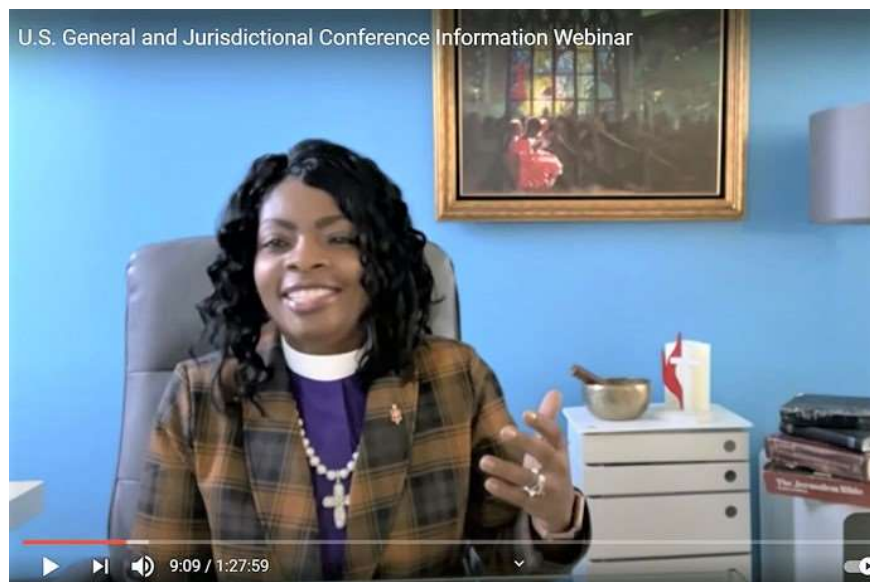 U.S. General and Jurisdictional Conference Information Webinar
The Jerusalem Bible
9:09 / 1:27:59